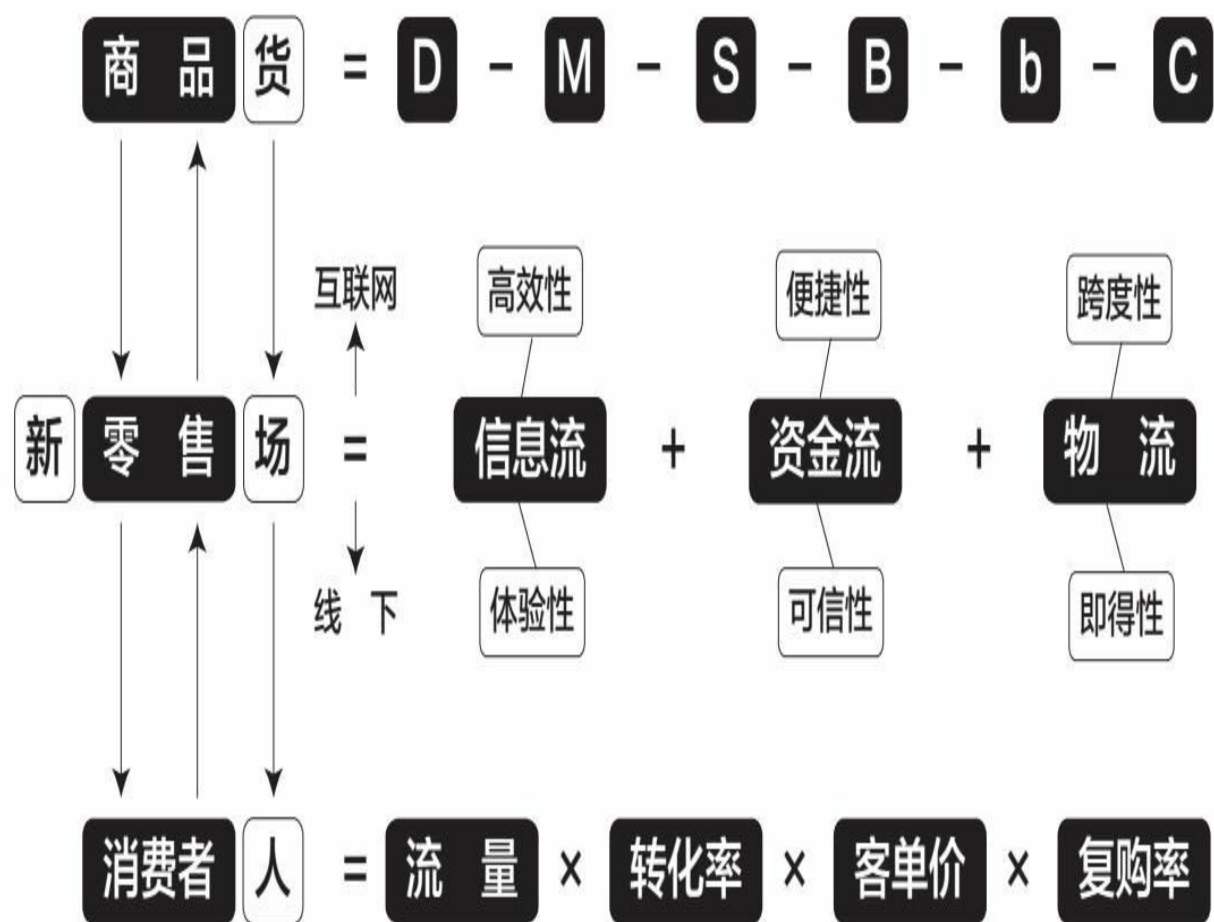 商 品 货 = D - M - S - B - b - C
互联网 高效性 便捷性 跨度性
新 零 售 场 = 信息流 + 资金流 + 物 流
线 下 体验性 可信性 即得性
消费者 人 = 流 量 × 转化率 × 客单价 × 复购率